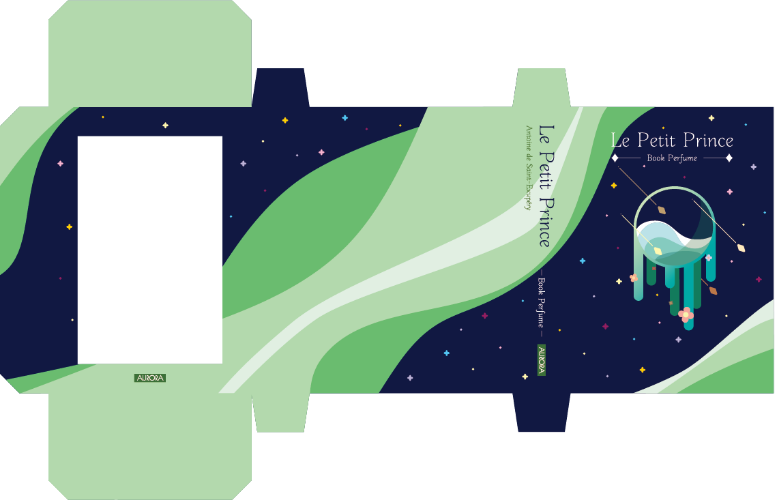 AURORA
Le Petit Prince
Antoine de Saint-Exupéry
Book Perfume
AURORA
Le Petit Prince
Book Perfume